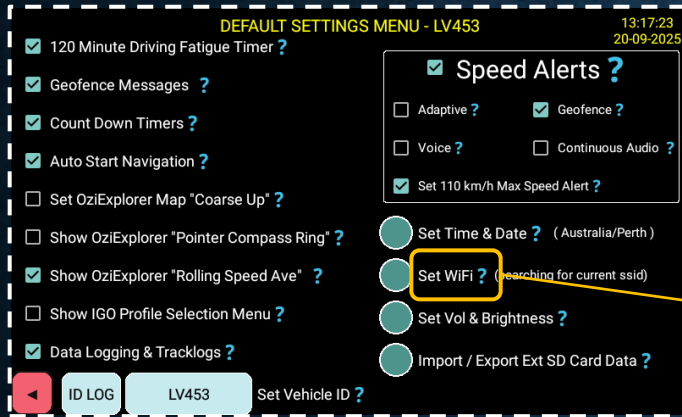 DEFAULT SETTINGS MENU - LV453
13:17:23
20-09-2025
120 Minute Driving Fatigue Timer ?
Geofence Messages ?
Count Down Timers ?
Auto Start Navigation ?
Set OziExplorer Map "Coarse Up" ?
Show OziExplorer "Pointer Compass Ring" ?
Show OziExplorer "Rolling Speed Ave" ?
Show IGO Profile Selection Menu ?
Data Logging & Tracklogs ?
Speed Alerts ?
Adaptive ?
Geofence ?
Voice ?
Continuous Audio ?
Set 110 km/h Max Speed Alert ?
Set Time & Date ? ( Australia/Perth )
Set WiFi ? (searching for current ssid)
Set Vol & Brightness ?
Import / Export Ext SD Card Data ?
ID LOG
LV453
Set Vehicle ID ?